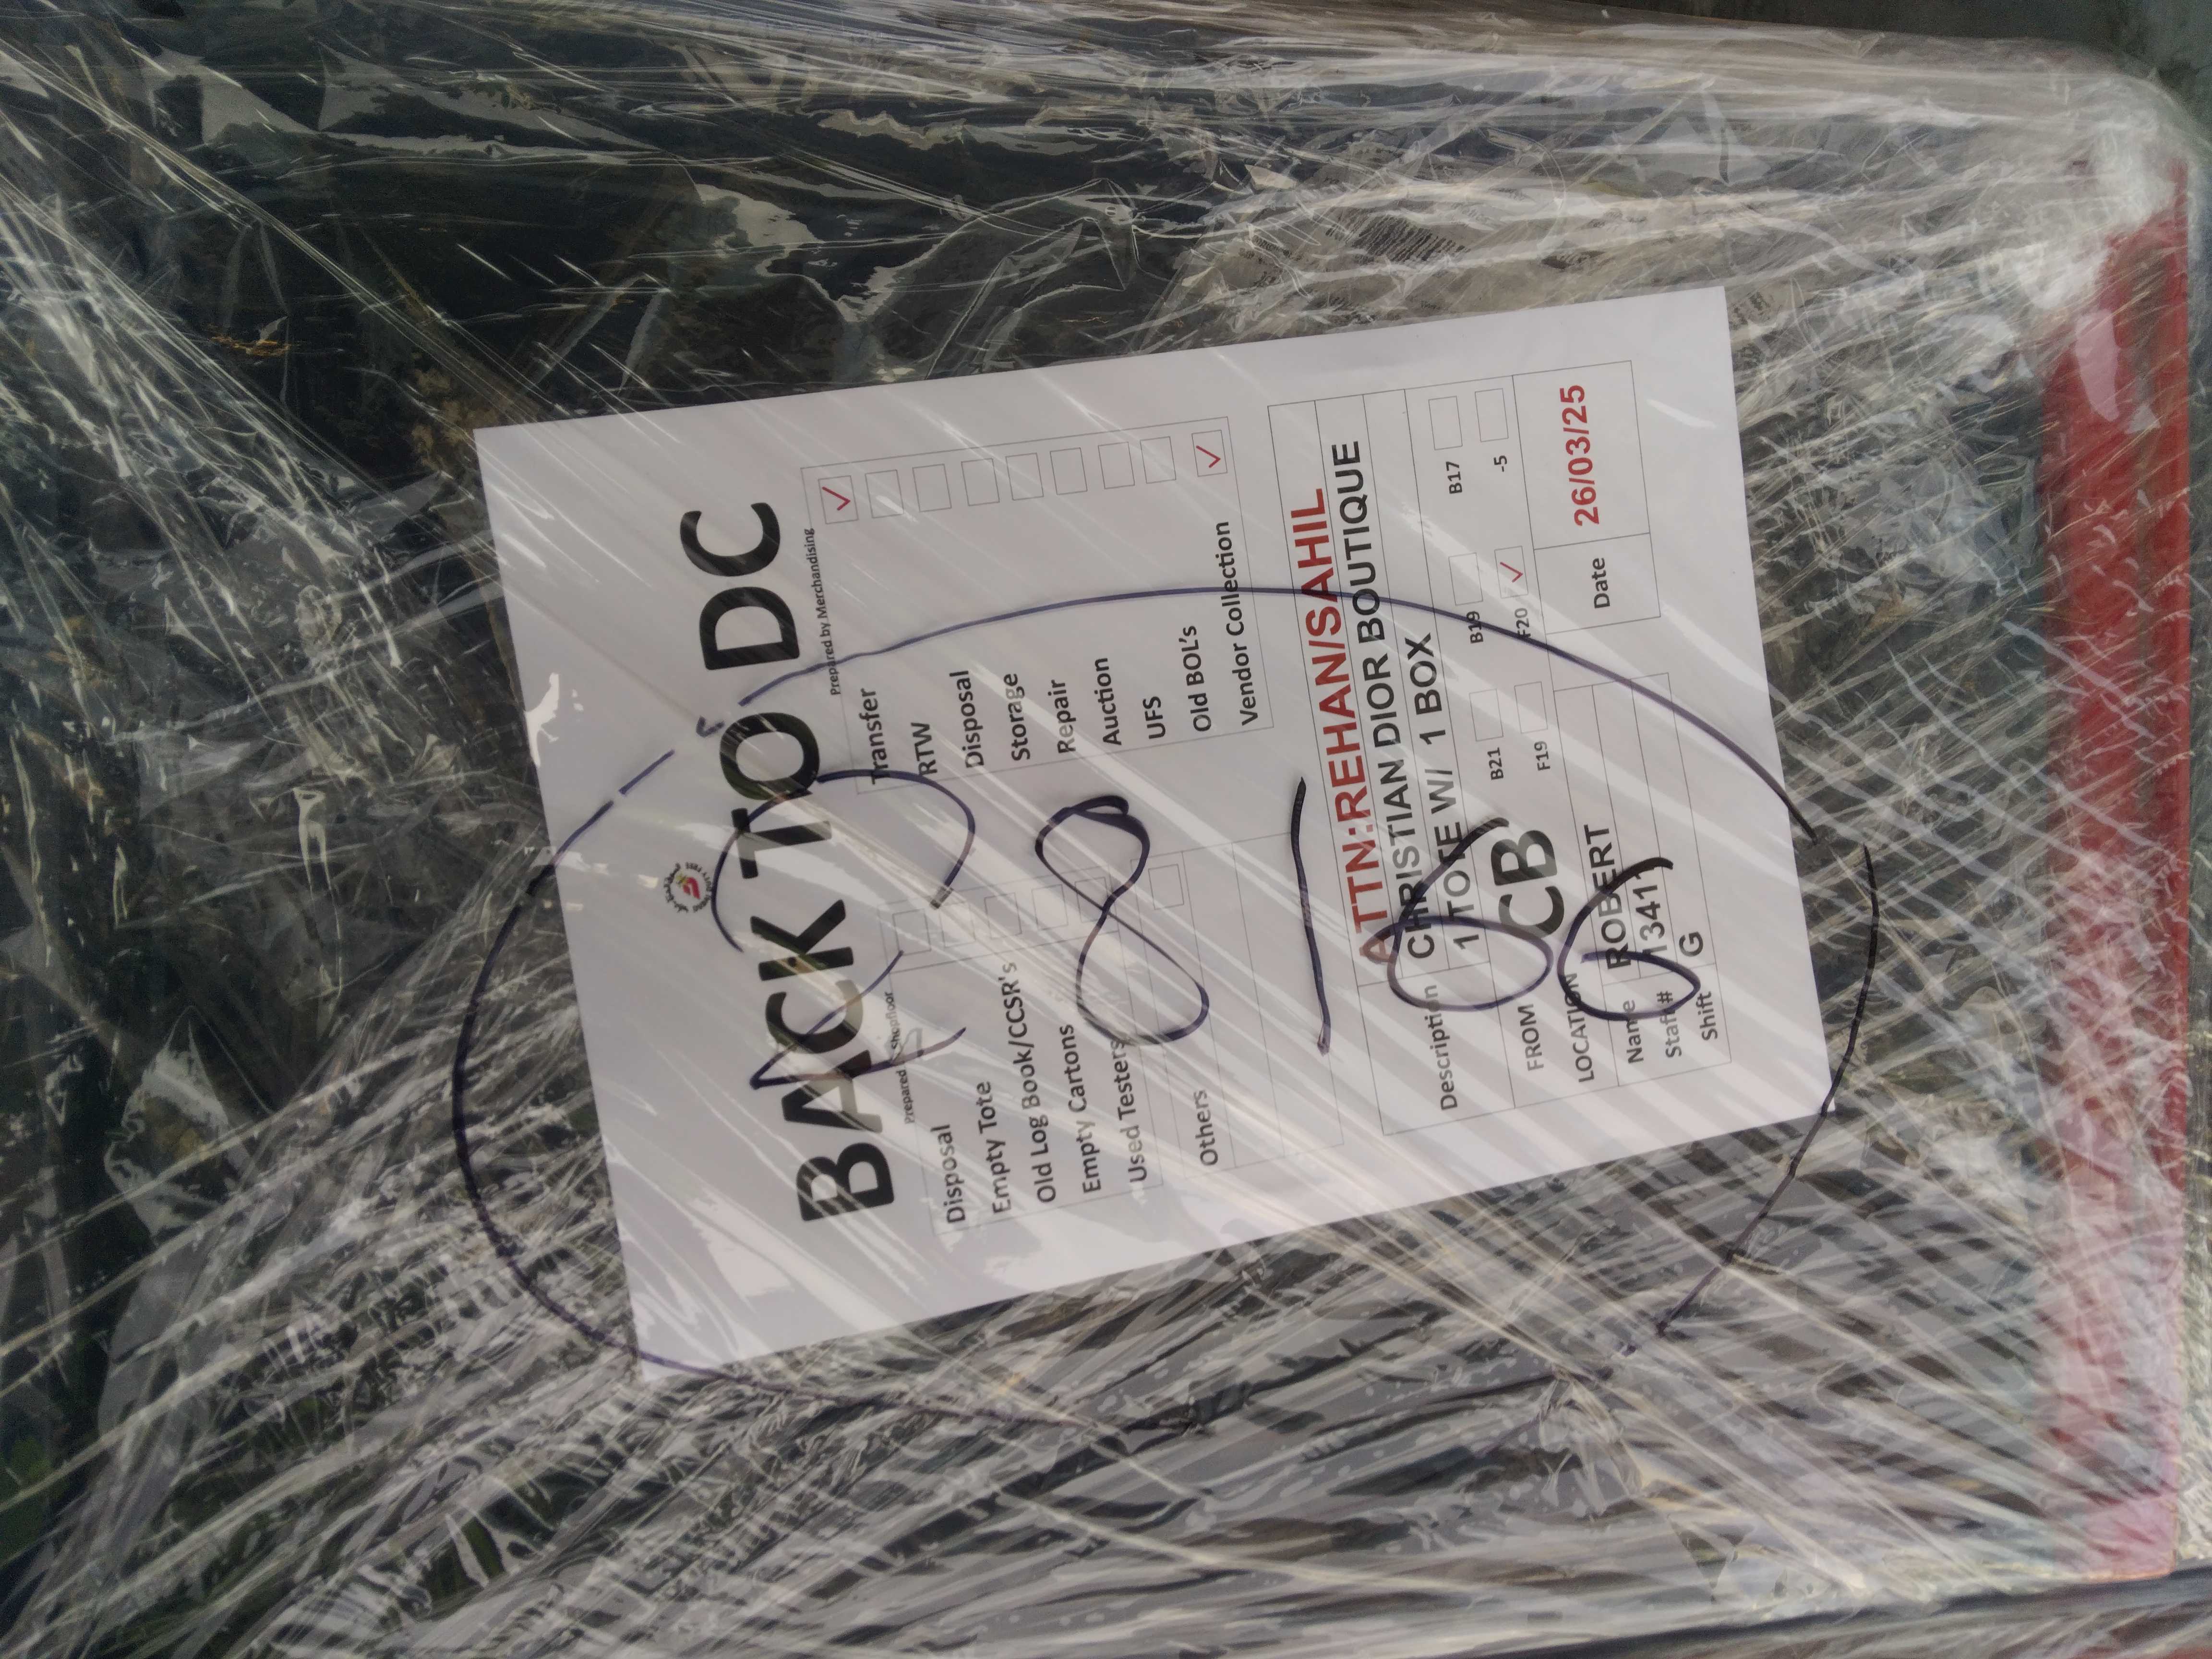 BACK TO DC
Prepared Shopfloor
Disposal
Empty Tote
Old Log Book/CCSR's
Empty Cartons
Used Testers
Others
Prepared by Merchandising
Transfer ✓
RTW
Disposal
Storage
Repair
Auction
UFS
Old BOL's
Vendor Collection ✓
ATTN:REHAN/SAHIL
Description CHRISTIAN DIOR BOUTIQUE
1 TOTE W/ 1 BOX
FROM CB B21 B19 B17
LOCATION F19 F20 ✓ -5
Name ROBERT Date 26/03/25
Staff#
Shift G